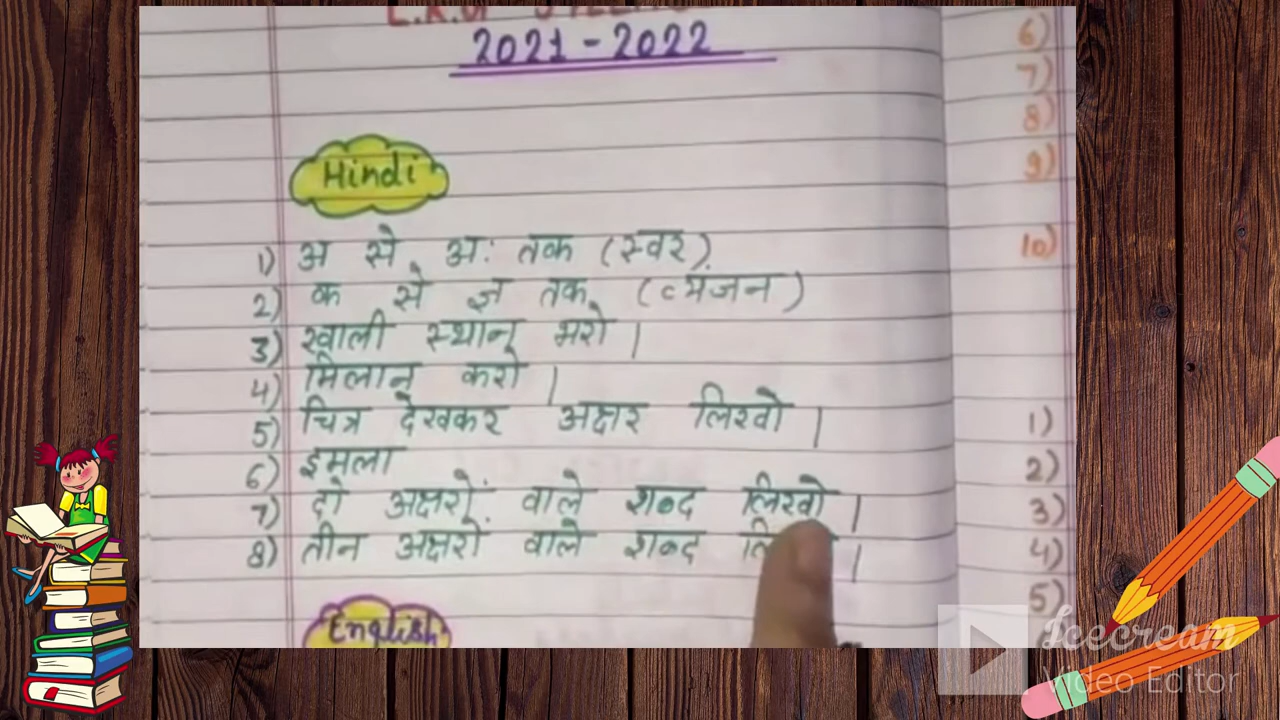 2021-2022
Hindi
1) अ से अः तक (स्वर)
2) क से ज्ञ तक (व्यंजन)
3) खाली स्थान भरो।
4) मिलान करो।
5) चित्र देखकर अक्षर लिखो।
6) इमला
7) दो अक्षरों वाले शब्द लिखो।
8) तीन अक्षरों वाले शब्द
English
6)
7)
8)
9)
10)
1)
2)
3)
4)
5)
Icecream
Video Editor